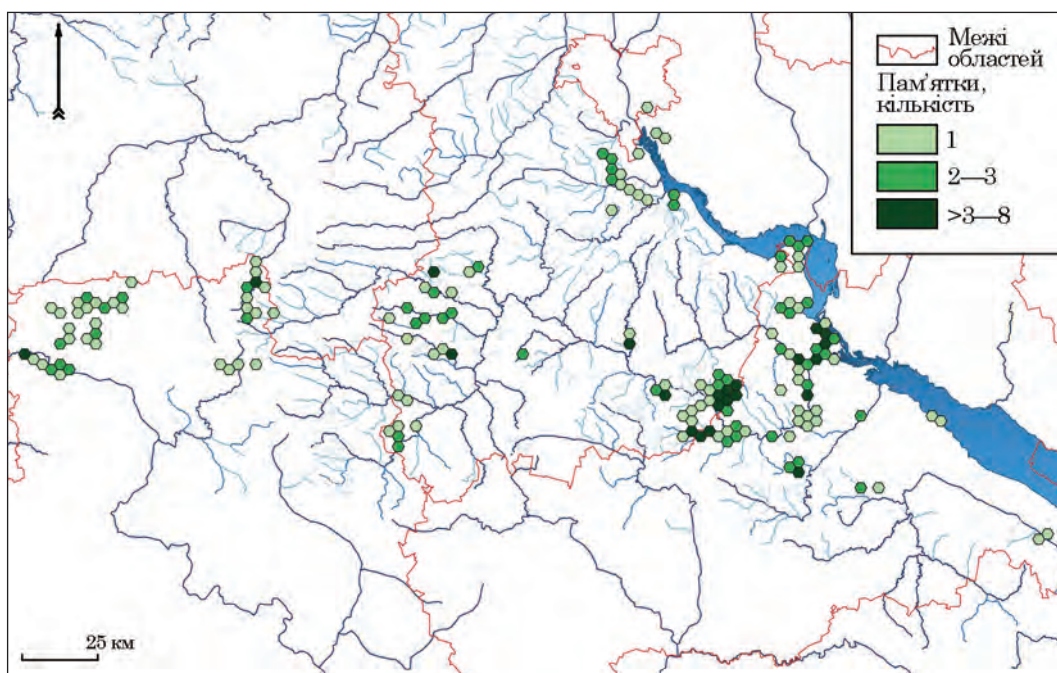 Межі
областей
Пам'ятки,
кількість
1
2—3
>3—8
25 км